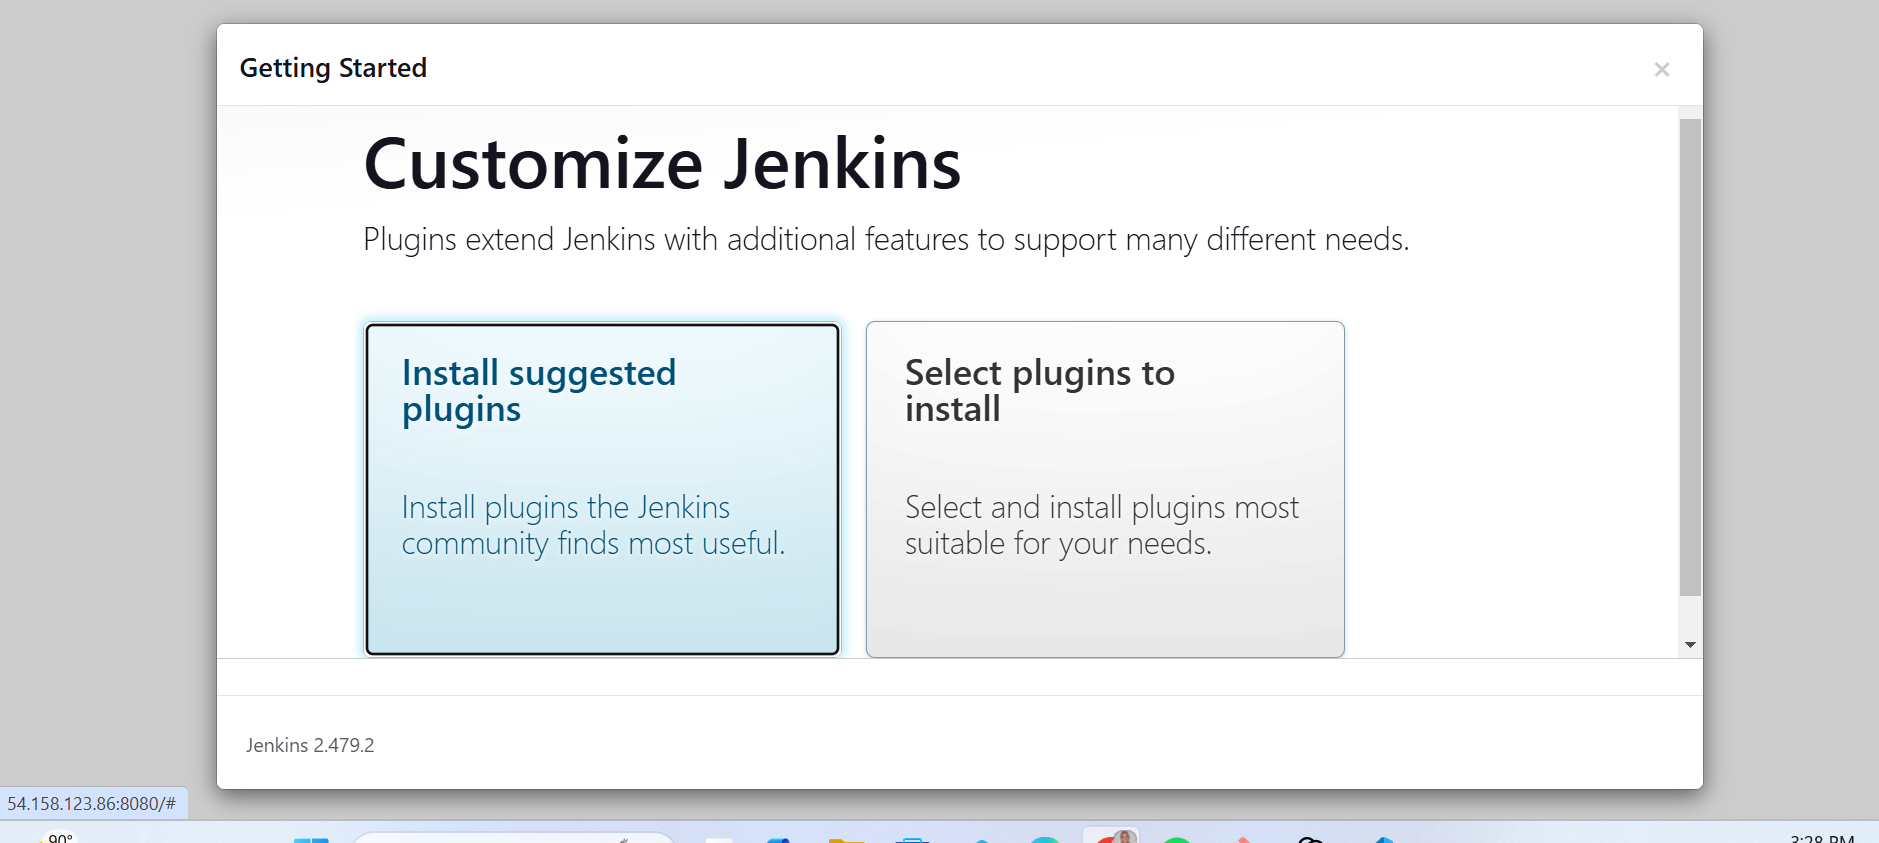 Getting Started
×
Customize Jenkins
Plugins extend Jenkins with additional features to support many different needs.
Install suggested
plugins
Install plugins the Jenkins
community finds most useful.
Select plugins to
install
Select and install plugins most
suitable for your needs.
Jenkins 2.479.2
54.158.123.86:8080/#
90°
3:28 PM